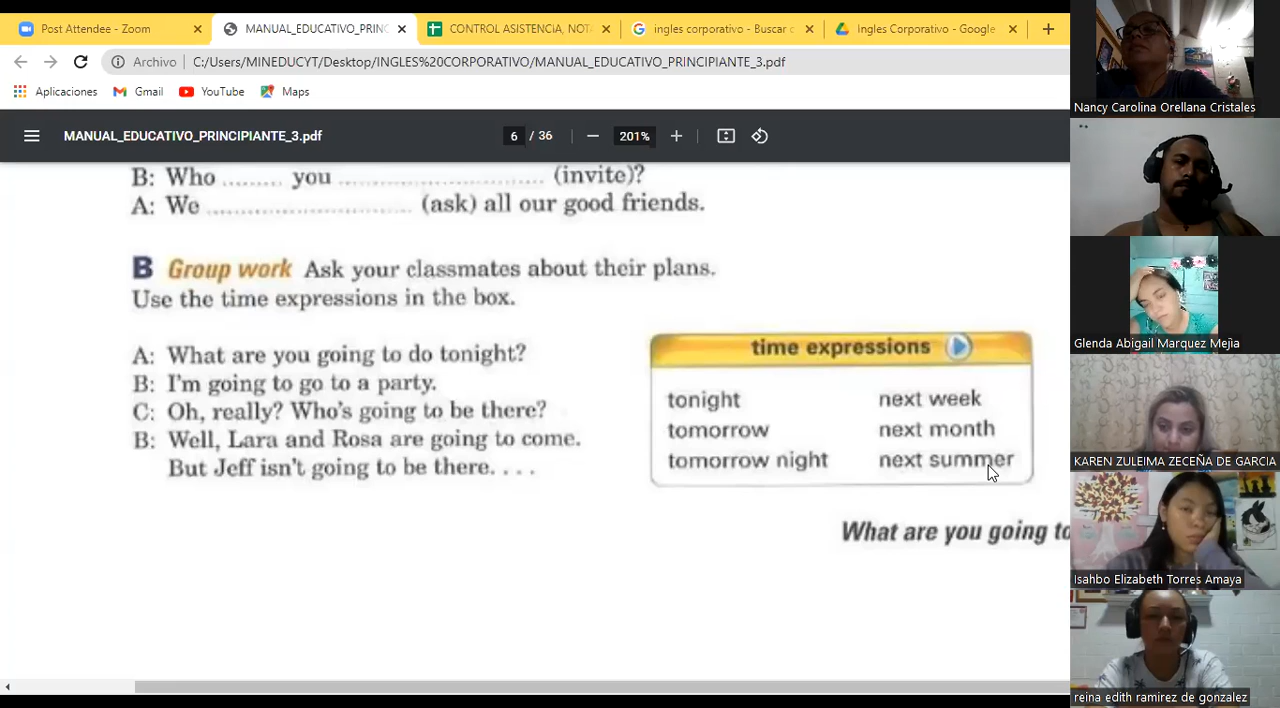 Post Attendee - Zoom
MANUAL_EDUCATIVO_PRINC
CONTROL ASISTENCIA, NOTA
ingles corporativo - Buscar c
Ingles Corporativo - Google
Archivo
C:/Users/MINEDUCYT/Desktop/INGLES%20CORPORATIVO/MANUAL_EDUCATIVO_PRINCIPIANTE_3.pdf
Aplicaciones
Gmail
YouTube
Maps
MANUAL_EDUCATIVO_PRINCIPIANTE_3.pdf
6 / 36
201%
B: Who ........ you ............................ (invite)?
A: We ............................ (ask) all our good friends.
B Group work Ask your classmates about their plans.
Use the time expressions in the box.
A: What are you going to do tonight?
B: I'm going to go to a party.
C: Oh, really? Who's going to be there?
B: Well, Lara and Rosa are going to come.
But Jeff isn't going to be there. . . .
time expressions
tonight next week
tomorrow next month
tomorrow night next summer
What are you going to
Nancy Carolina Orellana Cristales
Glenda Abigail Marquez Mejia
KAREN ZULEIMA ZECEÑA DE GARCIA
Isahbo Elizabeth Torres Amaya
reina edith ramirez de gonzalez